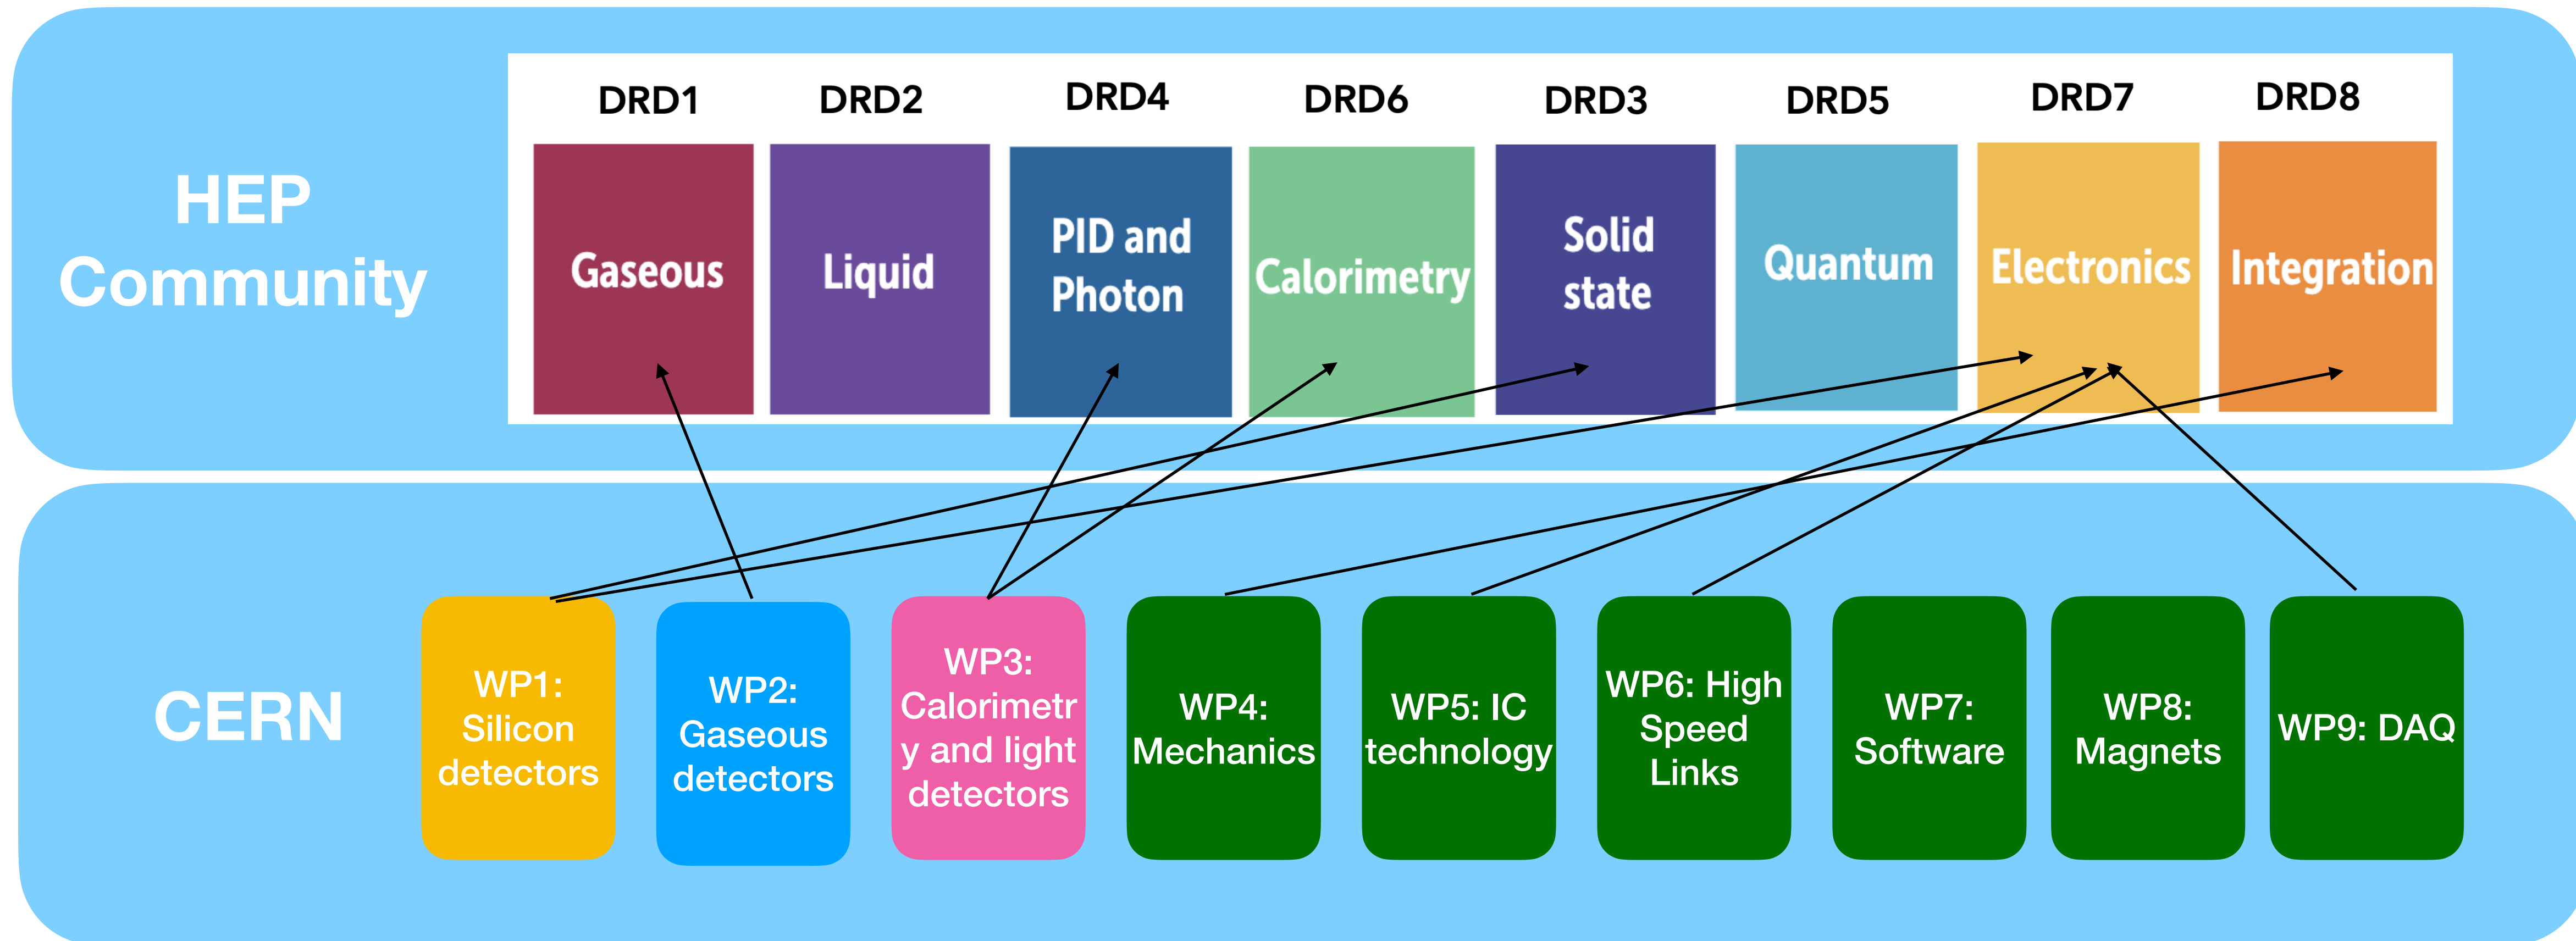 HEP
Community
DRD1
DRD2
DRD4
DRD6
DRD3
DRD5
DRD7
DRD8
Gaseous
Liquid
PID and
Photon
Calorimetry
Solid
state
Quantum
Electronics
Integration
CERN
WP1:
Silicon
detectors
WP2:
Gaseous
detectors
WP3:
Calorimetr
y and light
detectors
WP4:
Mechanics
WP5: IC
technology
WP6: High
Speed
Links
WP7:
Software
WP8:
Magnets
WP9: DAQ